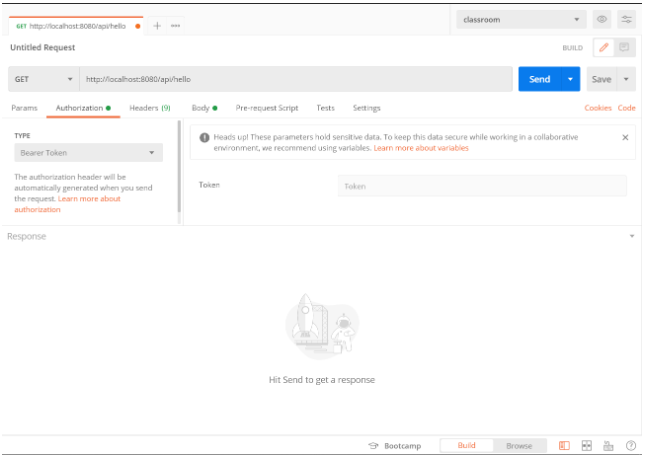 GET http://localhost:8080/api/hello
classroom
Untitled Request
BUILD
GET http://localhost:8080/api/hello Send Save
Params Authorization Headers (9) Body Pre-request Script Tests Settings Cookies Code
TYPE
Bearer Token
The authorization header will be
automatically generated when you send
the request. Learn more about
authorization
Heads up! These parameters hold sensitive data. To keep this data secure while working in a collaborative
environment, we recommend using variables. Learn more about variables
Token Token
Response
Hit Send to get a response
Bootcamp Build Browse